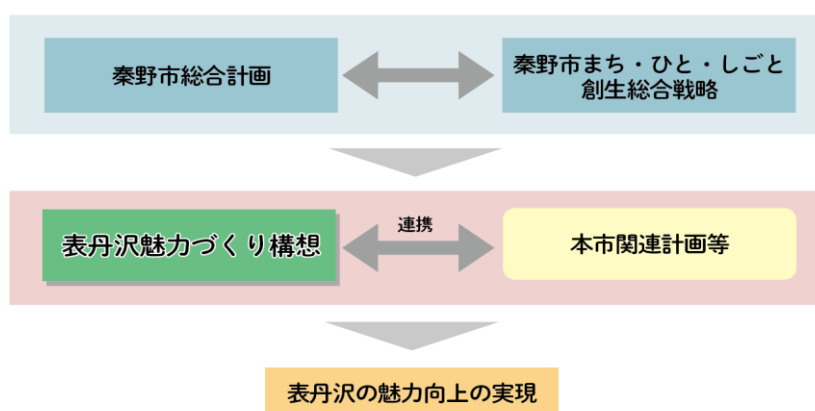 秦野市総合計画
秦野市まち・ひと・しごと
創生総合戦略
表丹沢魅力づくり構想
連携
本市関連計画等
表丹沢の魅力向上の実現